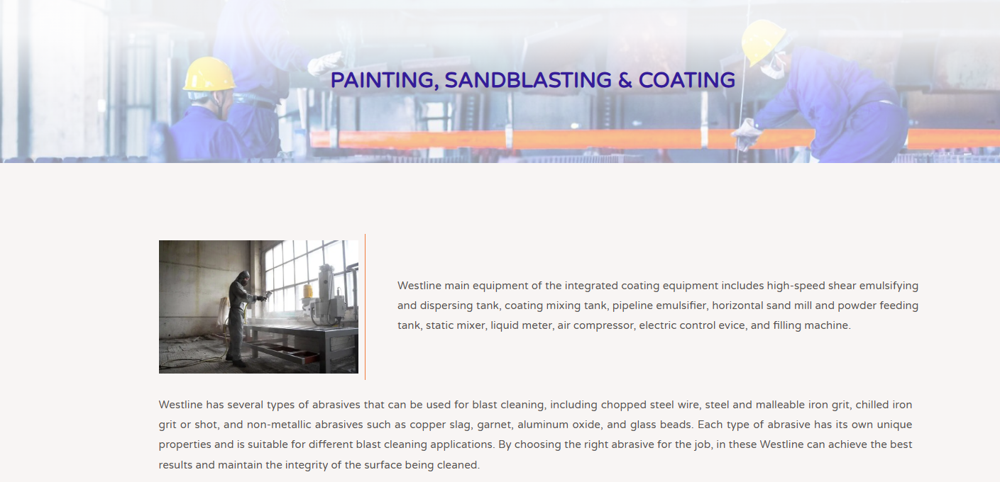 PAINTING, SANDBLASTING & COATING
Westline main equipment of the integrated coating equipment includes high-speed shear emulsifying
and dispersing tank, coating mixing tank, pipeline emulsifier, horizontal sand mill and powder feeding
tank, static mixer, liquid meter, air compressor, electric control evice, and filling machine.
Westline has several types of abrasives that can be used for blast cleaning, including chopped steel wire, steel and malleable iron grit, chilled iron
grit or shot, and non-metallic abrasives such as copper slag, garnet, aluminum oxide, and glass beads. Each type of abrasive has its own unique
properties and is suitable for different blast cleaning applications. By choosing the right abrasive for the job, in these Westline can achieve the best
results and maintain the integrity of the surface being cleaned.